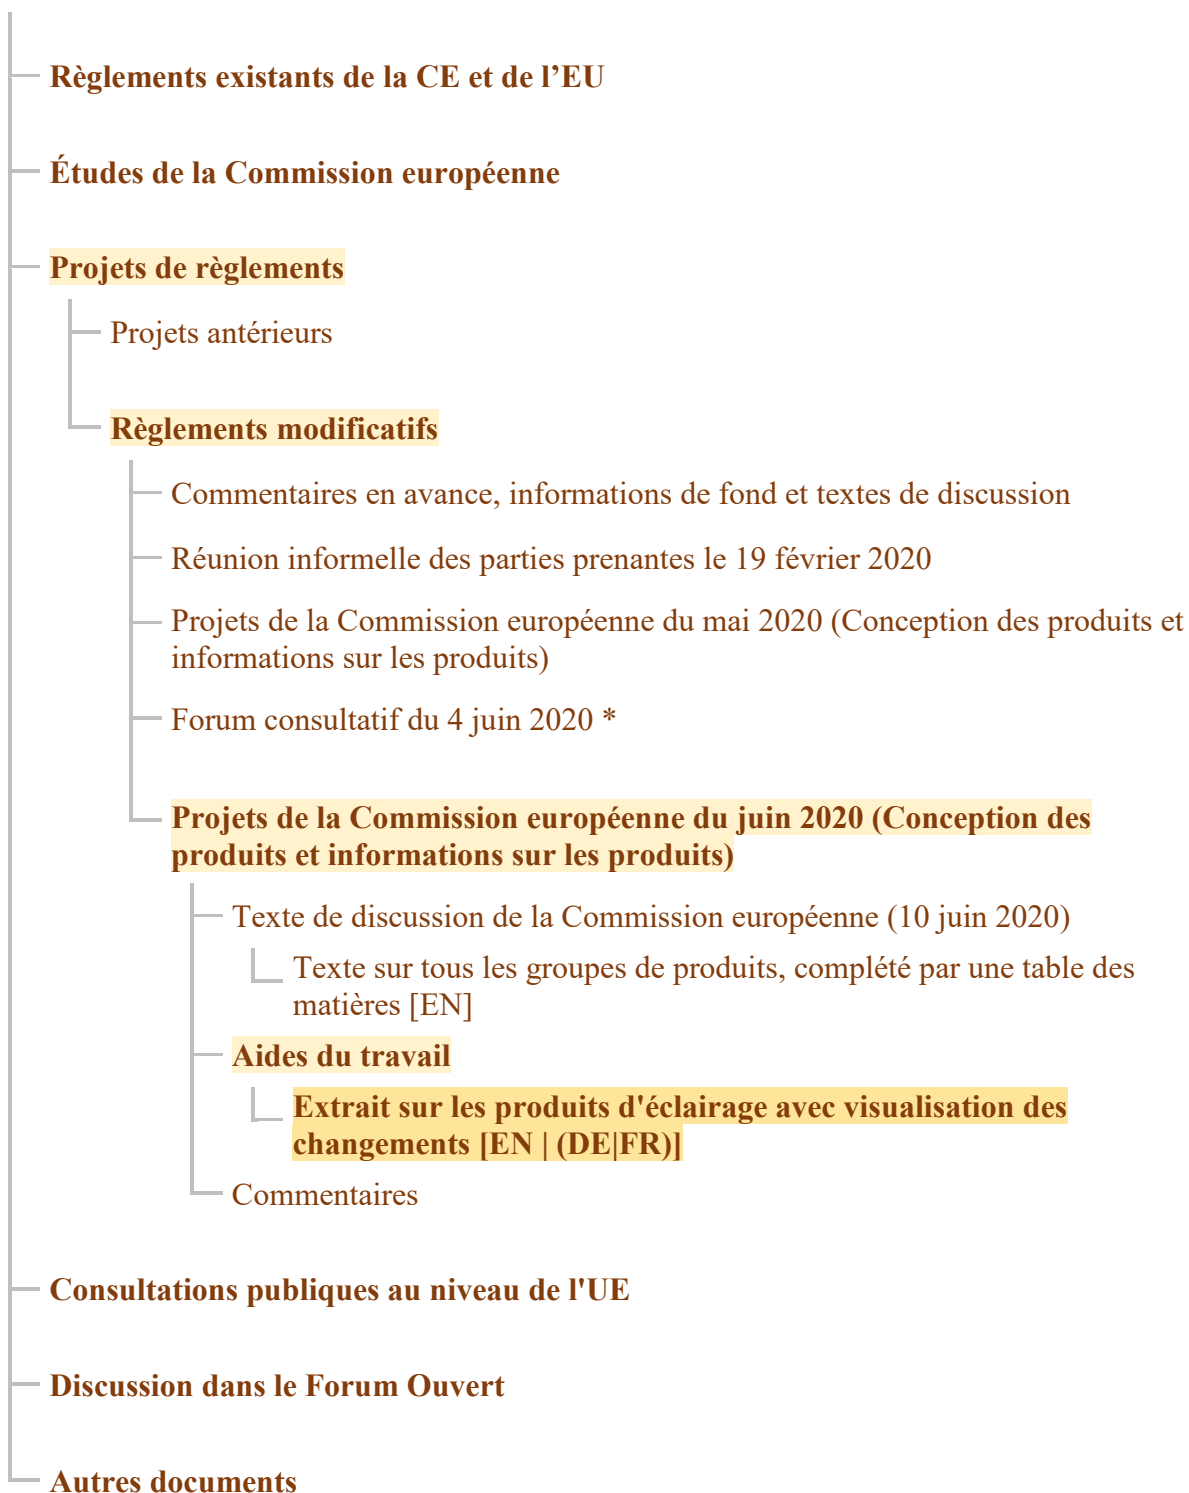 Règlements existants de la CE et de l’EU
Études de la Commission européenne
Projets de règlements
Projets antérieurs
Règlements modificatifs
Commentaires en avance, informations de fond et textes de discussion
Réunion informelle des parties prenantes le 19 février 2020
Projets de la Commission européenne du mai 2020 (Conception des produits et
informations sur les produits)
Forum consultatif du 4 juin 2020 *
Projets de la Commission européenne du juin 2020 (Conception des
produits et informations sur les produits)
Texte de discussion de la Commission européenne (10 juin 2020)
Texte sur tous les groupes de produits, complété par une table des
matières [EN]
Aides du travail
Extrait sur les produits d'éclairage avec visualisation des
changements [EN | (DE|FR)]
Commentaires
Consultations publiques au niveau de l'UE
Discussion dans le Forum Ouvert
Autres documents